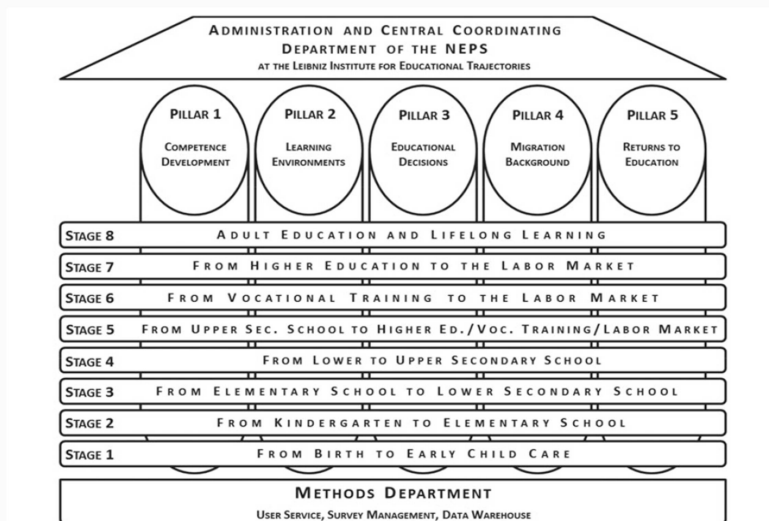 ADMINISTRATION AND CENTRAL COORDINATING
DEPARTMENT OF THE NEPS
AT THE LEIBNIZ INSTITUTE FOR EDUCATIONAL TRAJECTORIES
PILLAR 1
COMPETENCE
DEVELOPMENT
PILLAR 2
LEARNING
ENVIRONMENTS
PILLAR 3
EDUCATIONAL
DECISIONS
PILLAR 4
MIGRATION
BACKGROUND
PILLAR 5
RETURNS TO
EDUCATION
STAGE 8 ADULT EDUCATION AND LIFELONG LEARNING
STAGE 7 FROM HIGHER EDUCATION TO THE LABOR MARKET
STAGE 6 FROM VOCATIONAL TRAINING TO THE LABOR MARKET
STAGE 5 FROM UPPER SEC. SCHOOL TO HIGHER ED./VOC. TRAINING/LABOR MARKET
STAGE 4 FROM LOWER TO UPPER SECONDARY SCHOOL
STAGE 3 FROM ELEMENTARY SCHOOL TO LOWER SECONDARY SCHOOL
STAGE 2 FROM KINDERGARTEN TO ELEMENTARY SCHOOL
STAGE 1 FROM BIRTH TO EARLY CHILD CARE
METHODS DEPARTMENT
USER SERVICE, SURVEY MANAGEMENT, DATA WAREHOUSE